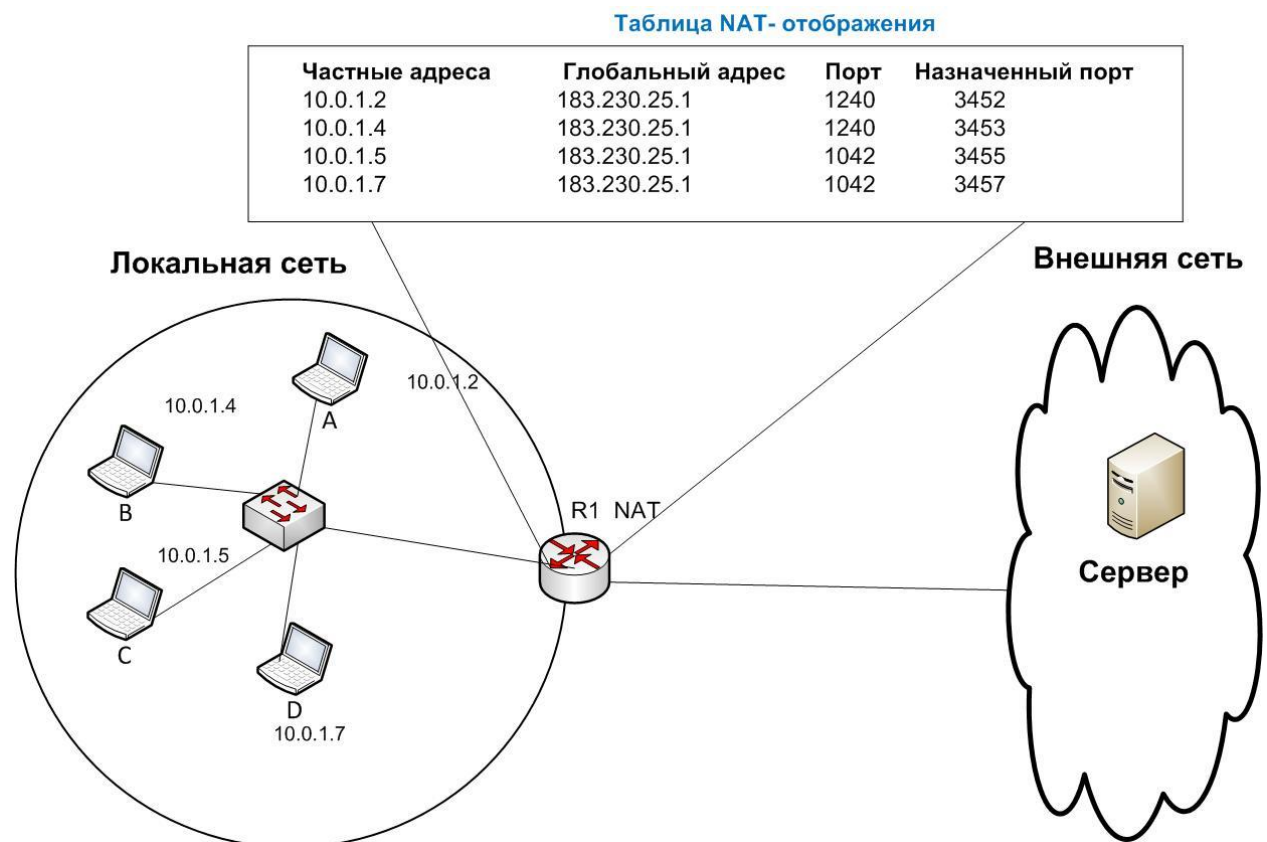 Таблица NAT- отображения
Частные адреса Глобальный адрес Порт Назначенный порт
10.0.1.2 183.230.25.1 1240 3452
10.0.1.4 183.230.25.1 1240 3453
10.0.1.5 183.230.25.1 1042 3455
10.0.1.7 183.230.25.1 1042 3457
Локальная сеть
Внешняя сеть
10.0.1.2
10.0.1.4
A
B
R1 NAT
10.0.1.5
Сервер
C
D
10.0.1.7